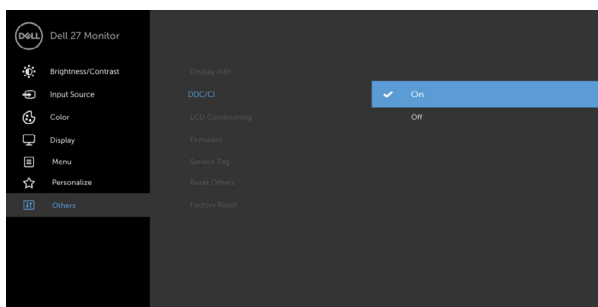 DELL Dell 27 Monitor
Brightness/Contrast
Input Source
Color
Display
Menu
Personalize
Others
Display Info
DDC/CI
LCD Conditioning
Firmware
Service Tag
Reset Others
Factory Reset
On
Off